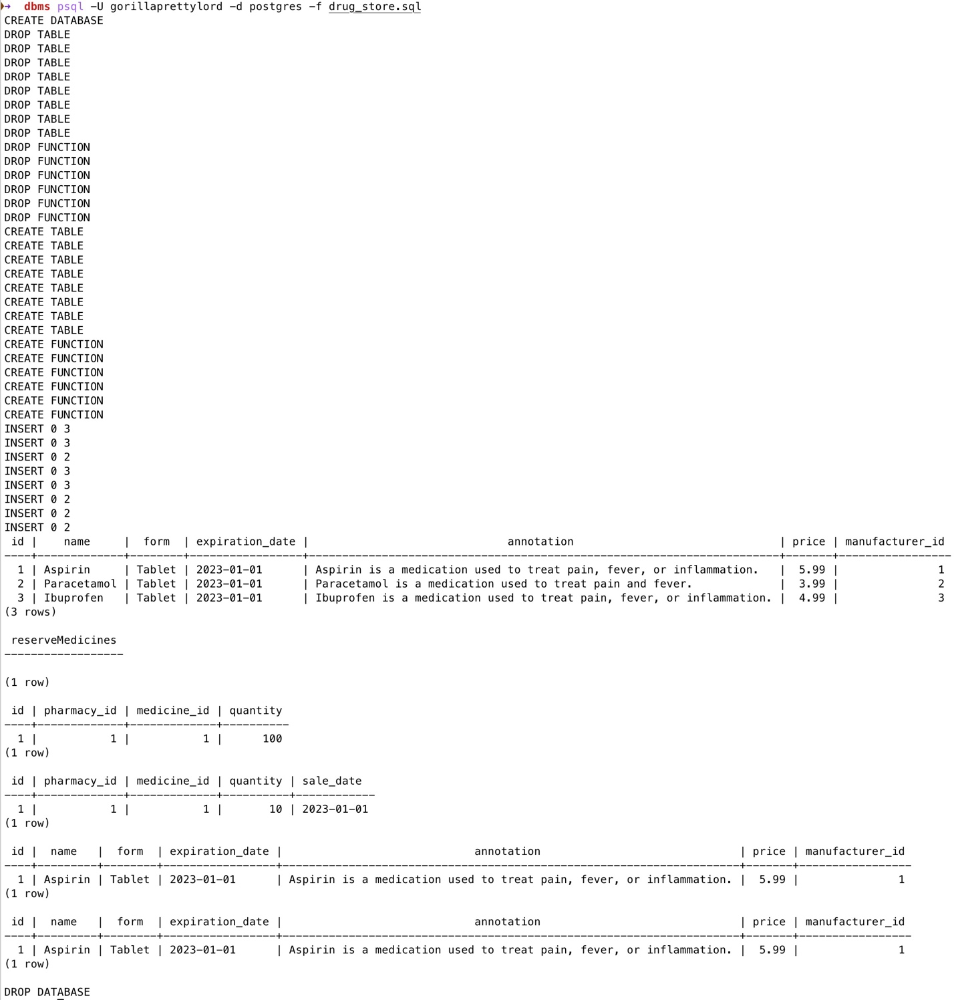 ➜  dbms psql -U gorillaprettylord -d postgres -f drug_store.sql
CREATE DATABASE
DROP TABLE
DROP TABLE
DROP TABLE
DROP TABLE
DROP TABLE
DROP TABLE
DROP TABLE
DROP TABLE
DROP FUNCTION
DROP FUNCTION
DROP FUNCTION
DROP FUNCTION
DROP FUNCTION
DROP FUNCTION
CREATE TABLE
CREATE TABLE
CREATE TABLE
CREATE TABLE
CREATE TABLE
CREATE TABLE
CREATE TABLE
CREATE TABLE
CREATE FUNCTION
CREATE FUNCTION
CREATE FUNCTION
CREATE FUNCTION
CREATE FUNCTION
CREATE FUNCTION
INSERT 0 3
INSERT 0 3
INSERT 0 2
INSERT 0 3
INSERT 0 3
INSERT 0 2
INSERT 0 2
INSERT 0 2
 id |    name     |  form  | expiration_date |                              annotation                               | price | manufacturer_id
----+-------------+--------+-----------------+-----------------------------------------------------------------------+-------+-----------------
  1 | Aspirin     | Tablet | 2023-01-01      | Aspirin is a medication used to treat pain, fever, or inflammation.   |  5.99 |               1
  2 | Paracetamol | Tablet | 2023-01-01      | Paracetamol is a medication used to treat pain and fever.             |  3.99 |               2
  3 | Ibuprofen   | Tablet | 2023-01-01      | Ibuprofen is a medication used to treat pain, fever, or inflammation. |  4.99 |               3
(3 rows)

 reserveMedicines
------------------

(1 row)

 id | pharmacy_id | medicine_id | quantity
----+-------------+-------------+----------
  1 |           1 |           1 |      100
(1 row)

 id | pharmacy_id | medicine_id | quantity | sale_date
----+-------------+-------------+----------+------------
  1 |           1 |           1 |       10 | 2023-01-01
(1 row)

 id |  name   |  form  | expiration_date |                             annotation                              | price | manufacturer_id
----+---------+--------+-----------------+---------------------------------------------------------------------+-------+-----------------
  1 | Aspirin | Tablet | 2023-01-01      | Aspirin is a medication used to treat pain, fever, or inflammation. |  5.99 |               1
(1 row)

 id |  name   |  form  | expiration_date |                             annotation                              | price | manufacturer_id
----+---------+--------+-----------------+---------------------------------------------------------------------+-------+-----------------
  1 | Aspirin | Tablet | 2023-01-01      | Aspirin is a medication used to treat pain, fever, or inflammation. |  5.99 |               1
(1 row)

DROP DATABASE